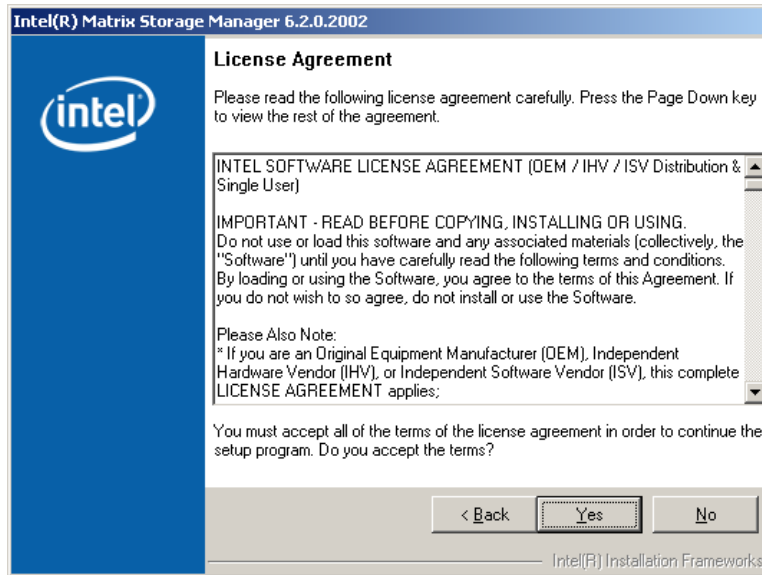 Intel(R) Matrix Storage Manager 6.2.0.2002
intel
License Agreement
Please read the following license agreement carefully. Press the Page Down key
to view the rest of the agreement.
INTEL SOFTWARE LICENSE AGREEMENT (OEM / IHV / ISV Distribution &
Single User)
IMPORTANT - READ BEFORE COPYING, INSTALLING OR USING.
Do not use or load this software and any associated materials (collectively, the
"Software") until you have carefully read the following terms and conditions.
By loading or using the Software, you agree to the terms of this Agreement. If
you do not wish to so agree, do not install or use the Software.
Please Also Note:
* If you are an Original Equipment Manufacturer (OEM), Independent
Hardware Vendor (IHV), or Independent Software Vendor (ISV), this complete
LICENSE AGREEMENT applies;
You must accept all of the terms of the license agreement in order to continue the
setup program. Do you accept the terms?
< Back
Yes
No
Intel(R) Installation Frameworks